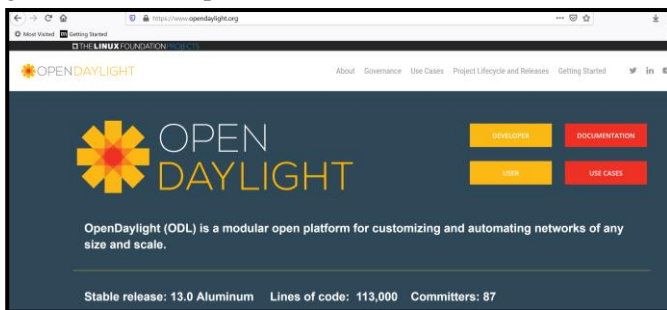 https://www.opendaylight.org
Most Visited Getting Started
THE LINUX FOUNDATION PROJECTS
OPENDAYLIGHT
About Governance Use Cases Project Lifecycle and Releases Getting Started
OPEN
DAYLIGHT
DEVELOPER DOCUMENTATION
USER USE CASES
OpenDaylight (ODL) is a modular open platform for customizing and automating networks of any
size and scale.
Stable release: 13.0 Aluminum Lines of code: 113,000 Committers: 87